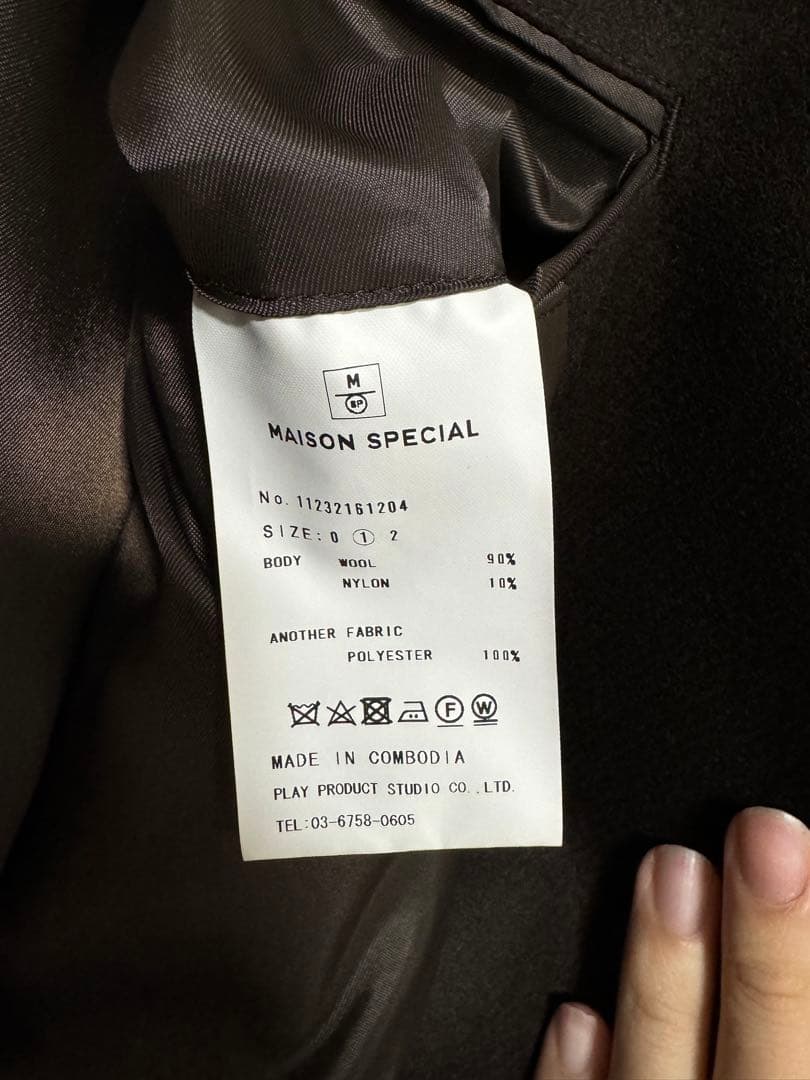 M
SP
MAISON SPECIAL
No. 11232161204
SIZE: 0 ① 2
BODY WOOL 90%
NYLON 10%
ANOTHER FABRIC
POLYESTER 100%
F W
MADE IN COMBODIA
PLAY PRODUCT STUDIO CO.,LTD.
TEL:03-6758-0605